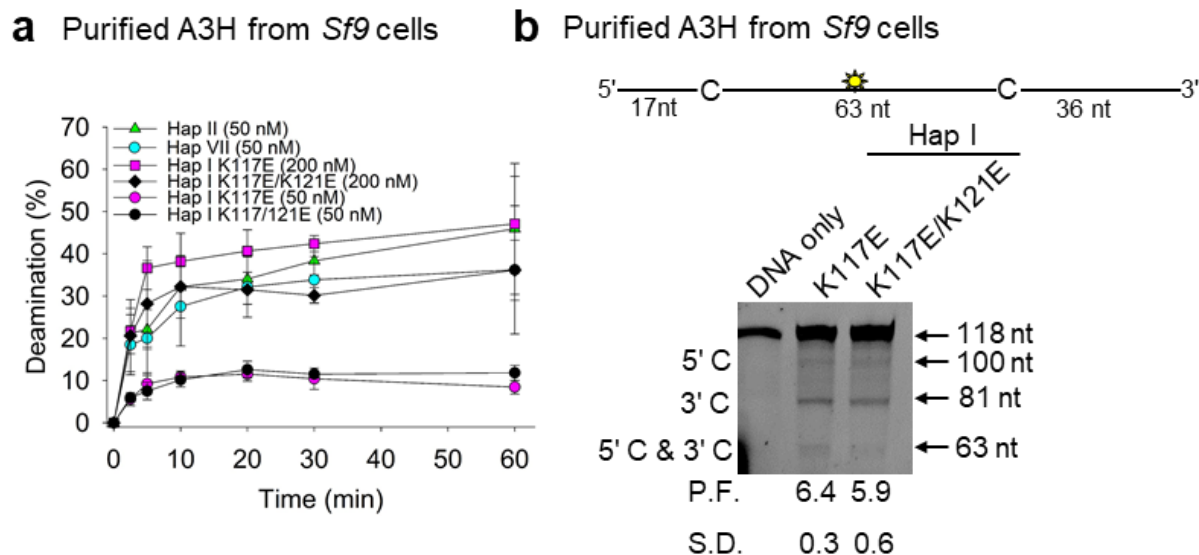 a Purified A3H from Sf9 cells
Deamination (%)
70
60
50
40
30
20
10
0
Hap II (50 nM)
Hap VII (50 nM)
Hap I K117E (200 nM)
Hap I K117E/K121E (200 nM)
Hap I K117E (50 nM)
Hap I K117/121E (50 nM)
0 10 20 30 40 50 60
Time (min)
b Purified A3H from Sf9 cells
5' C C 3'
17nt 63 nt 36 nt
Hap I
DNA only
K117E
K117E/K121E
118 nt
5' C 100 nt
3' C 81 nt
5' C & 3' C 63 nt
P.F. 6.4 5.9
S.D. 0.3 0.6